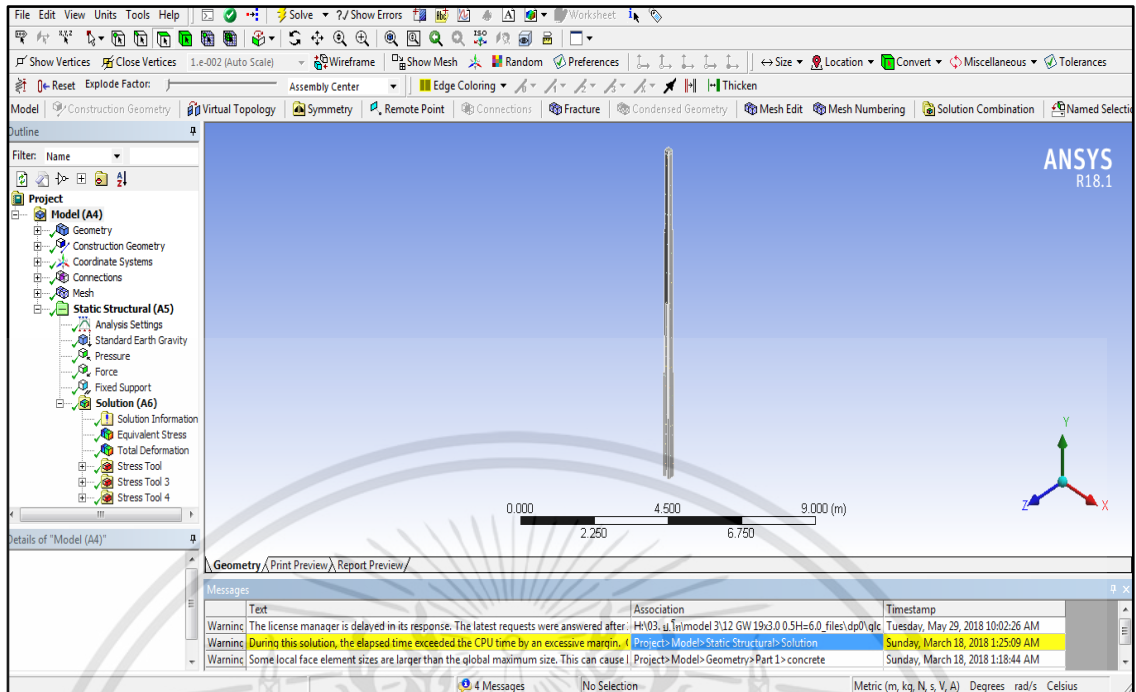 File Edit View Units Tools Help Solve ?/ Show Errors Worksheet
Show Vertices Close Vertices 1.e-002 (Auto Scale) Wireframe Show Mesh Random Preferences Size Location Convert Miscellaneous Tolerances
Reset Explode Factor: Assembly Center Edge Coloring Thicken
Model Construction Geometry Virtual Topology Symmetry Remote Point Connections Fracture Condensed Geometry Mesh Edit Mesh Numbering Solution Combination Named Selectio
Outline
Filter: Name
Project
Model (A4)
Geometry
Construction Geometry
Coordinate Systems
Connections
Mesh
Static Structural (A5)
Analysis Settings
Standard Earth Gravity
Pressure
Force
Fixed Support
Solution (A6)
Solution Information
Equivalent Stress
Total Deformation
Stress Tool
Stress Tool 3
Stress Tool 4
Details of "Model (A4)"
ANSYS
R18.1
Y
Z
X
0.000 4.500 9.000 (m)
2.250 6.750
Geometry Print Preview Report Preview
Messages
Text Association Timestamp
Warning The license manager is delayed in its response. The latest requests were answered after Tuesday, May 29, 2018 10:02:26 AM
Warning During this solution, the elapsed time exceeded the CPU time by an excessive margin. Project>Model>Static Structural>Solution Sunday, March 18, 2018 1:25:09 AM
Warning Some local face element sizes are larger than the global maximum size. This can cause Project>Model>Geometry>Part 1>concrete Sunday, March 18, 2018 1:18:44 AM
4 Messages No Selection Metric (m, kg, N, s, V, A) Degrees rad/s Celsius